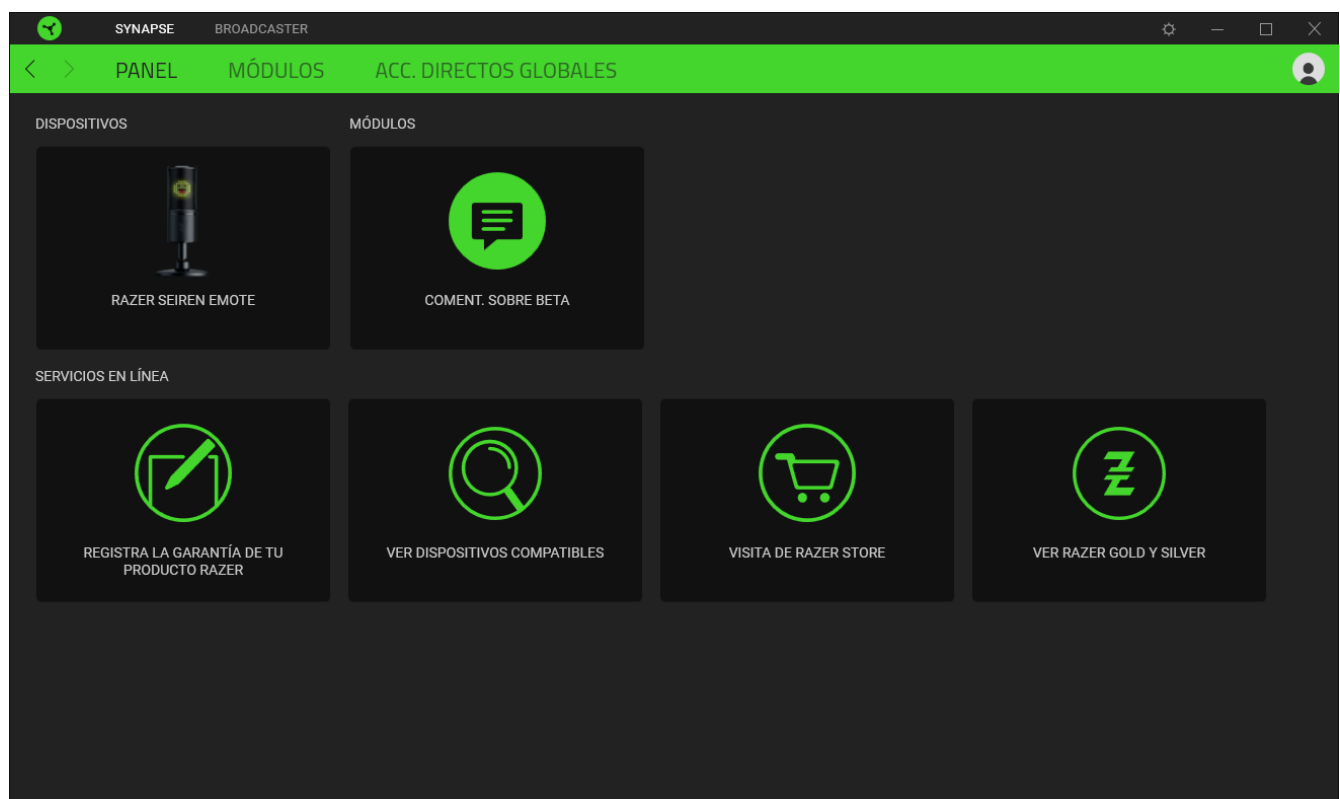 SYNAPSE BROADCASTER
PANEL MÓDULOS ACC. DIRECTOS GLOBALES
DISPOSITIVOS MÓDULOS
RAZER SEIREN EMOTE COMENT. SOBRE BETA
SERVICIOS EN LÍNEA
REGISTRA LA GARANTÍA DE TU
PRODUCTO RAZER
VER DISPOSITIVOS COMPATIBLES
VISITA DE RAZER STORE
VER RAZER GOLD Y SILVER